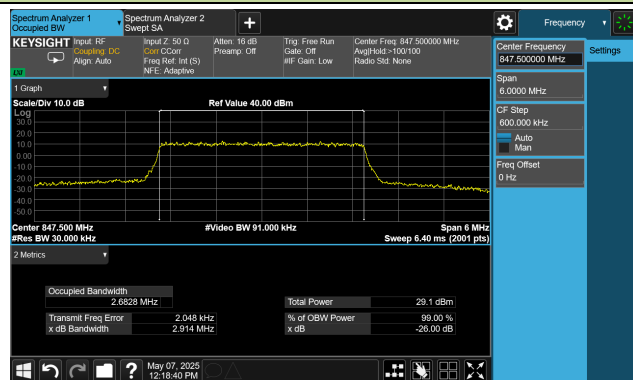 Spectrum Analyzer 1
Occupied BW
Spectrum Analyzer 2
Swept SA
Frequency
KEYSIGHT
Input: RF
Coupling: DC
Align: Auto
Input Z: 50 Ω
Corr CCorr
Freq Ref: Int (S)
NFE: Adaptive
Atten: 16 dB
Preamp: Off
Trig: Free Run
Gate: Off
#IF Gain: Low
Center Freq: 847.500000 MHz
Avg|Hold:>100/100
Radio Std: None
LXI
Center Frequency
847.500000 MHz
Settings
Span
6.0000 MHz
CF Step
600.000 kHz
Auto
Man
Freq Offset
0 Hz
1 Graph
Scale/Div 10.0 dB
Ref Value 40.00 dBm
Log
30.0
20.0
10.0
0.00
-10.0
-20.0
-30.0
-40.0
-50.0
Center 847.500 MHz
#Video BW 91.000 kHz
Span 6 MHz
#Res BW 30.000 kHz
Sweep 6.40 ms (2001 pts)
2 Metrics
Occupied Bandwidth
2.6828 MHz
Total Power 29.1 dBm
Transmit Freq Error 2.048 kHz
% of OBW Power 99.00 %
x dB Bandwidth 2.914 MHz
x dB -26.00 dB
?
May 07, 2025
12:18:40 PM